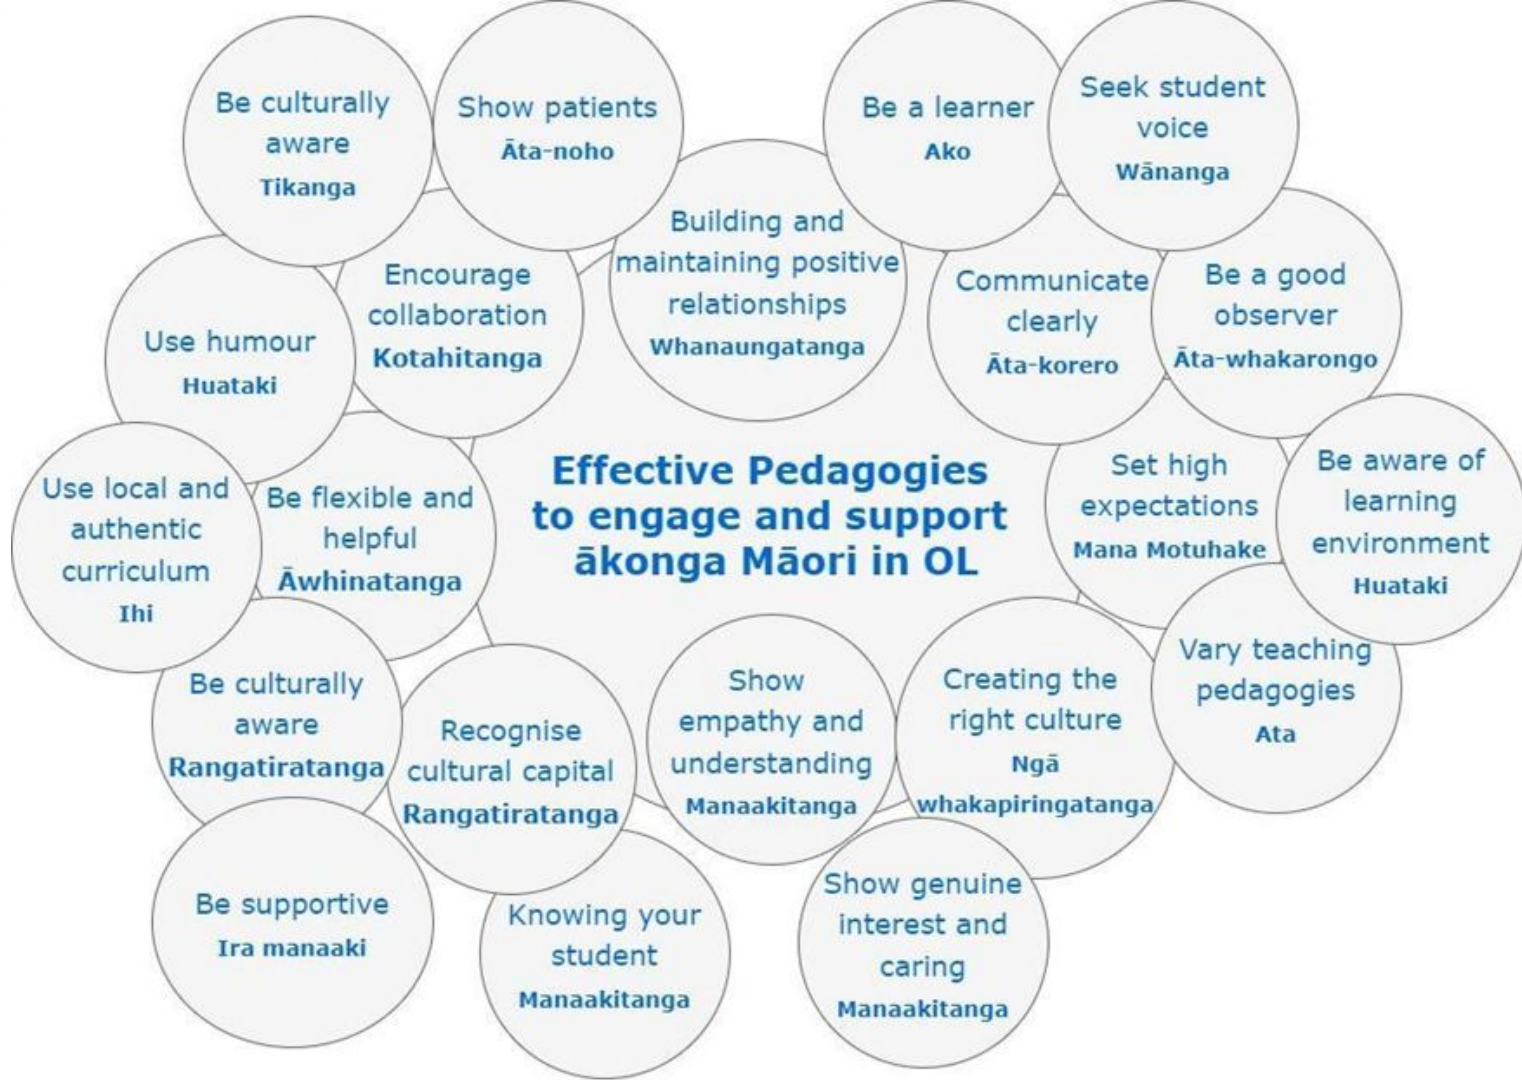 Be culturally
aware
Tikanga
Show patients
Āta-noho
Be a learner
Ako
Seek student
voice
Wānanga
Use humour
Huataki
Encourage
collaboration
Kotahitanga
Building and
maintaining positive
relationships
Whanaungatanga
Communicate
clearly
Āta-korero
Be a good
observer
Āta-whakarongo
Use local and
authentic
curriculum
Ihi
Be flexible and
helpful
Āwhinatanga
Effective Pedagogies
to engage and support
ākonga Māori in OL
Set high
expectations
Mana Motuhake
Be aware of
learning
environment
Huataki
Be culturally
aware
Rangatiratanga
Recognise
cultural capital
Rangatiratanga
Show
empathy and
understanding
Manaakitanga
Creating the
right culture
Ngā
whakapiringatanga
Vary teaching
pedagogies
Ata
Be supportive
Ira manaaki
Knowing your
student
Manaakitanga
Show genuine
interest and
caring
Manaakitanga